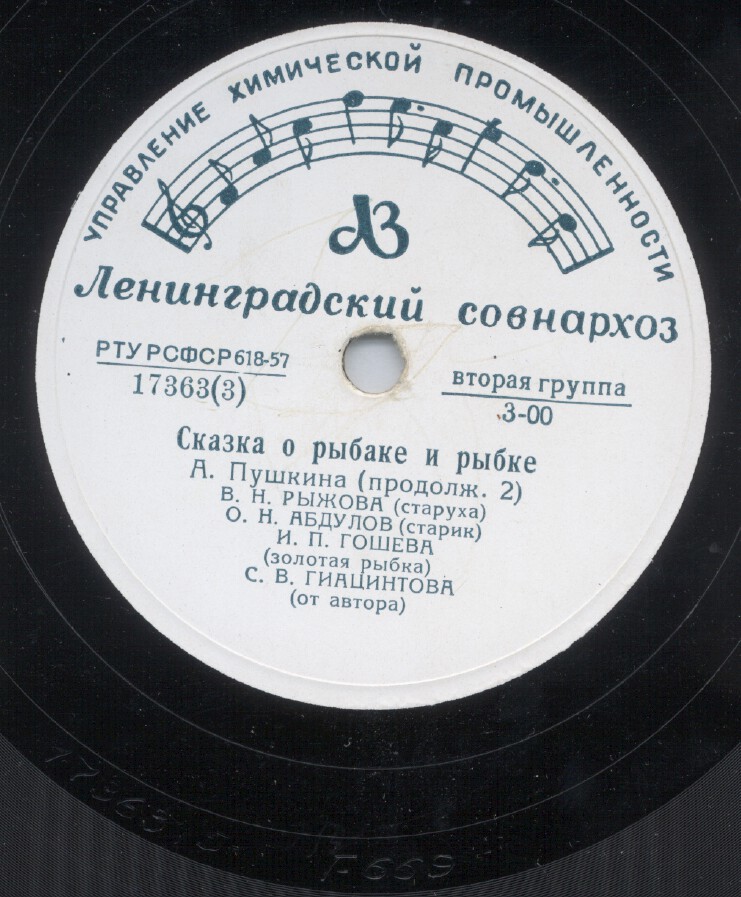 УПРАВЛЕНИЕ ХИМИЧЕСКОЙ ПРОМЫШЛЕННОСТИ
ЛЗ
Ленинградский совнархоз
РТУ РСФСР 618-57
17363(3)
вторая группа
3-00
Сказка о рыбаке и рыбке
А. Пушкина (продолж. 2)
В. Н. РЫЖОВА (старуха)
О. Н. АБДУЛОВ (старик)
И. П. ГОШЕВА
(золотая рыбка)
С. В. ГИАЦИНТОВА
(от автора)
Г-669